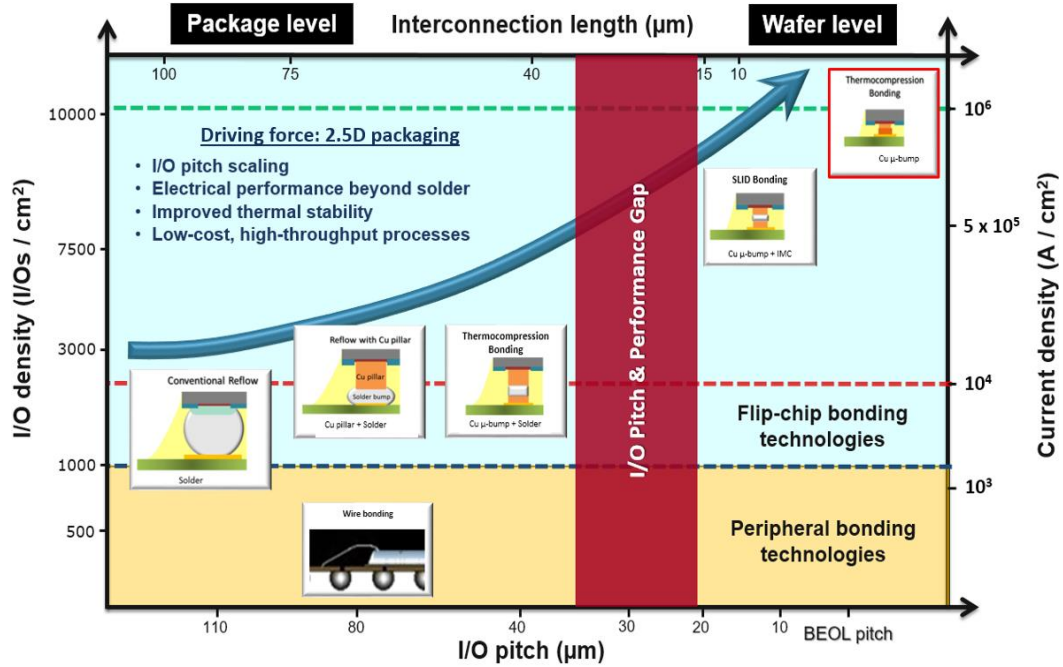 Package level
Interconnection length (µm)
Wafer level
100
75
40
15
10
I/O density (I/Os / cm²)
10000
7500
3000
1000
500
Driving force: 2.5D packaging
• I/O pitch scaling
• Electrical performance beyond solder
• Improved thermal stability
• Low-cost, high-throughput processes
Conventional Reflow
Solder
Reflow with Cu pillar
Cu pillar
Solder bump
Cu pillar + Solder
Thermocompression
Bonding
Cu µ-bump + Solder
Wire bonding
I/O Pitch & Performance Gap
SLID Bonding
Cu µ-bump + IMC
Thermocompression
Bonding
Cu µ-bump
Flip-chip bonding
technologies
Peripheral bonding
technologies
10⁶
5 x 10⁵
10⁴
10³
Current density (A / cm²)
110
80
40
30
20
10
BEOL pitch
I/O pitch (µm)